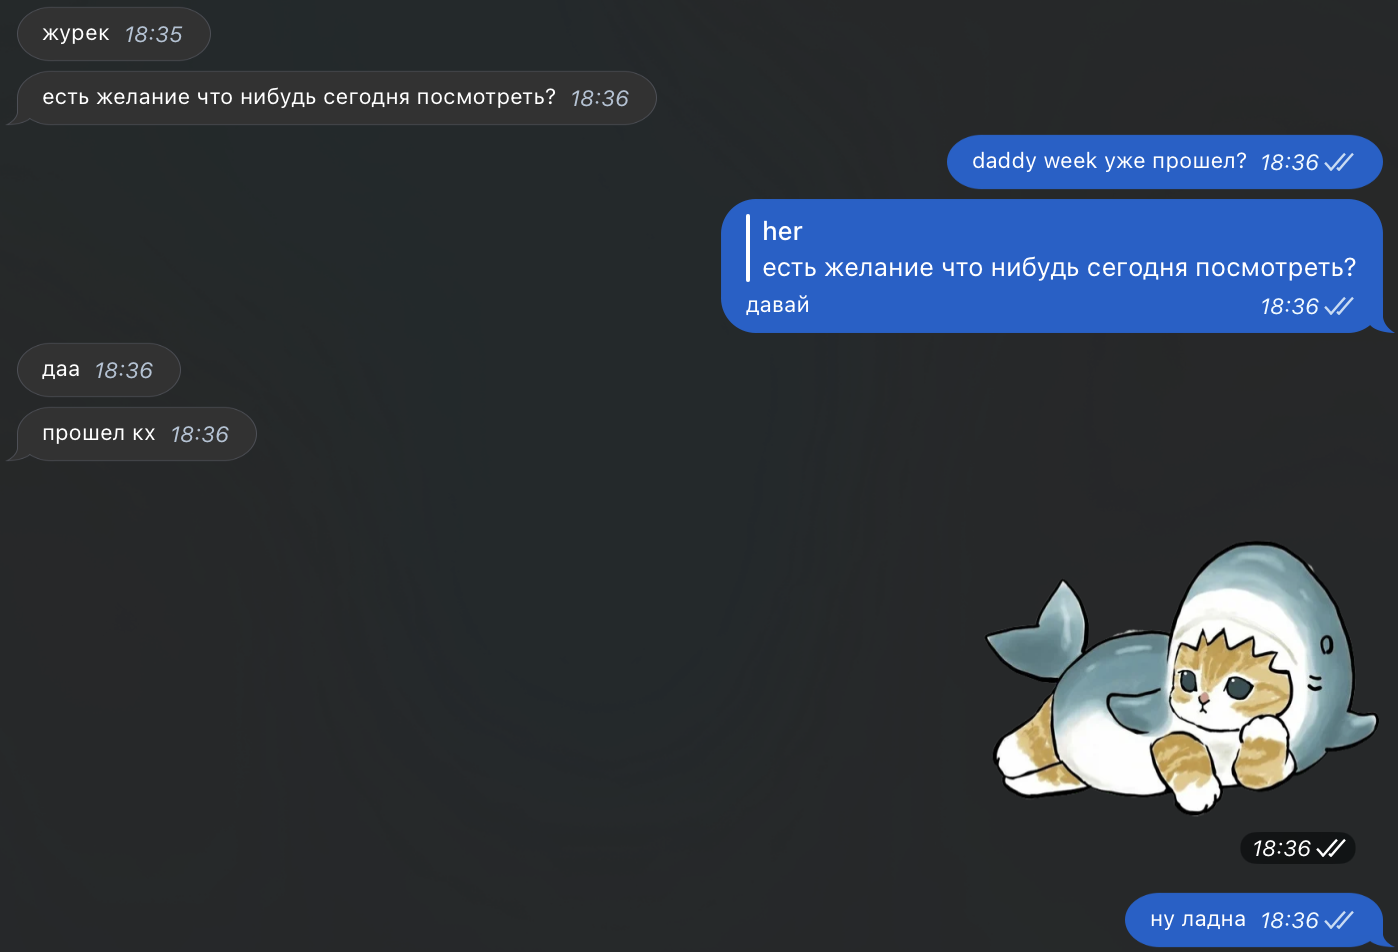 журек 18:35
есть желание что нибудь сегодня посмотреть? 18:36
daddy week уже прошел? 18:36
her
есть желание что нибудь сегодня посмотреть?
давай 18:36
даа 18:36
прошел кх 18:36
18:36
ну ладна 18:36